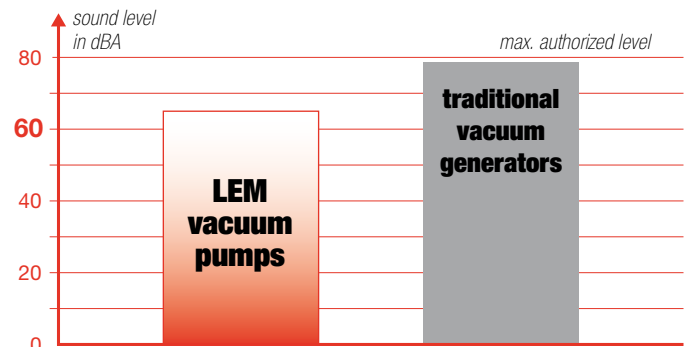 sound level
in dBA
max. authorized level
80
60
40
20
0
traditional
vacuum
generators
LEM
vacuum
pumps